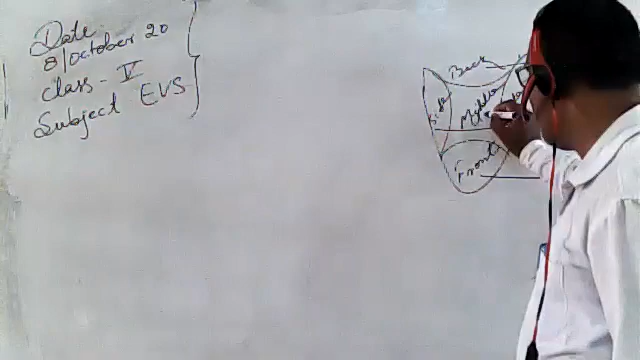 Date
8/October 20
Class - V
Subject EVS
Back
Side
Middle
Front